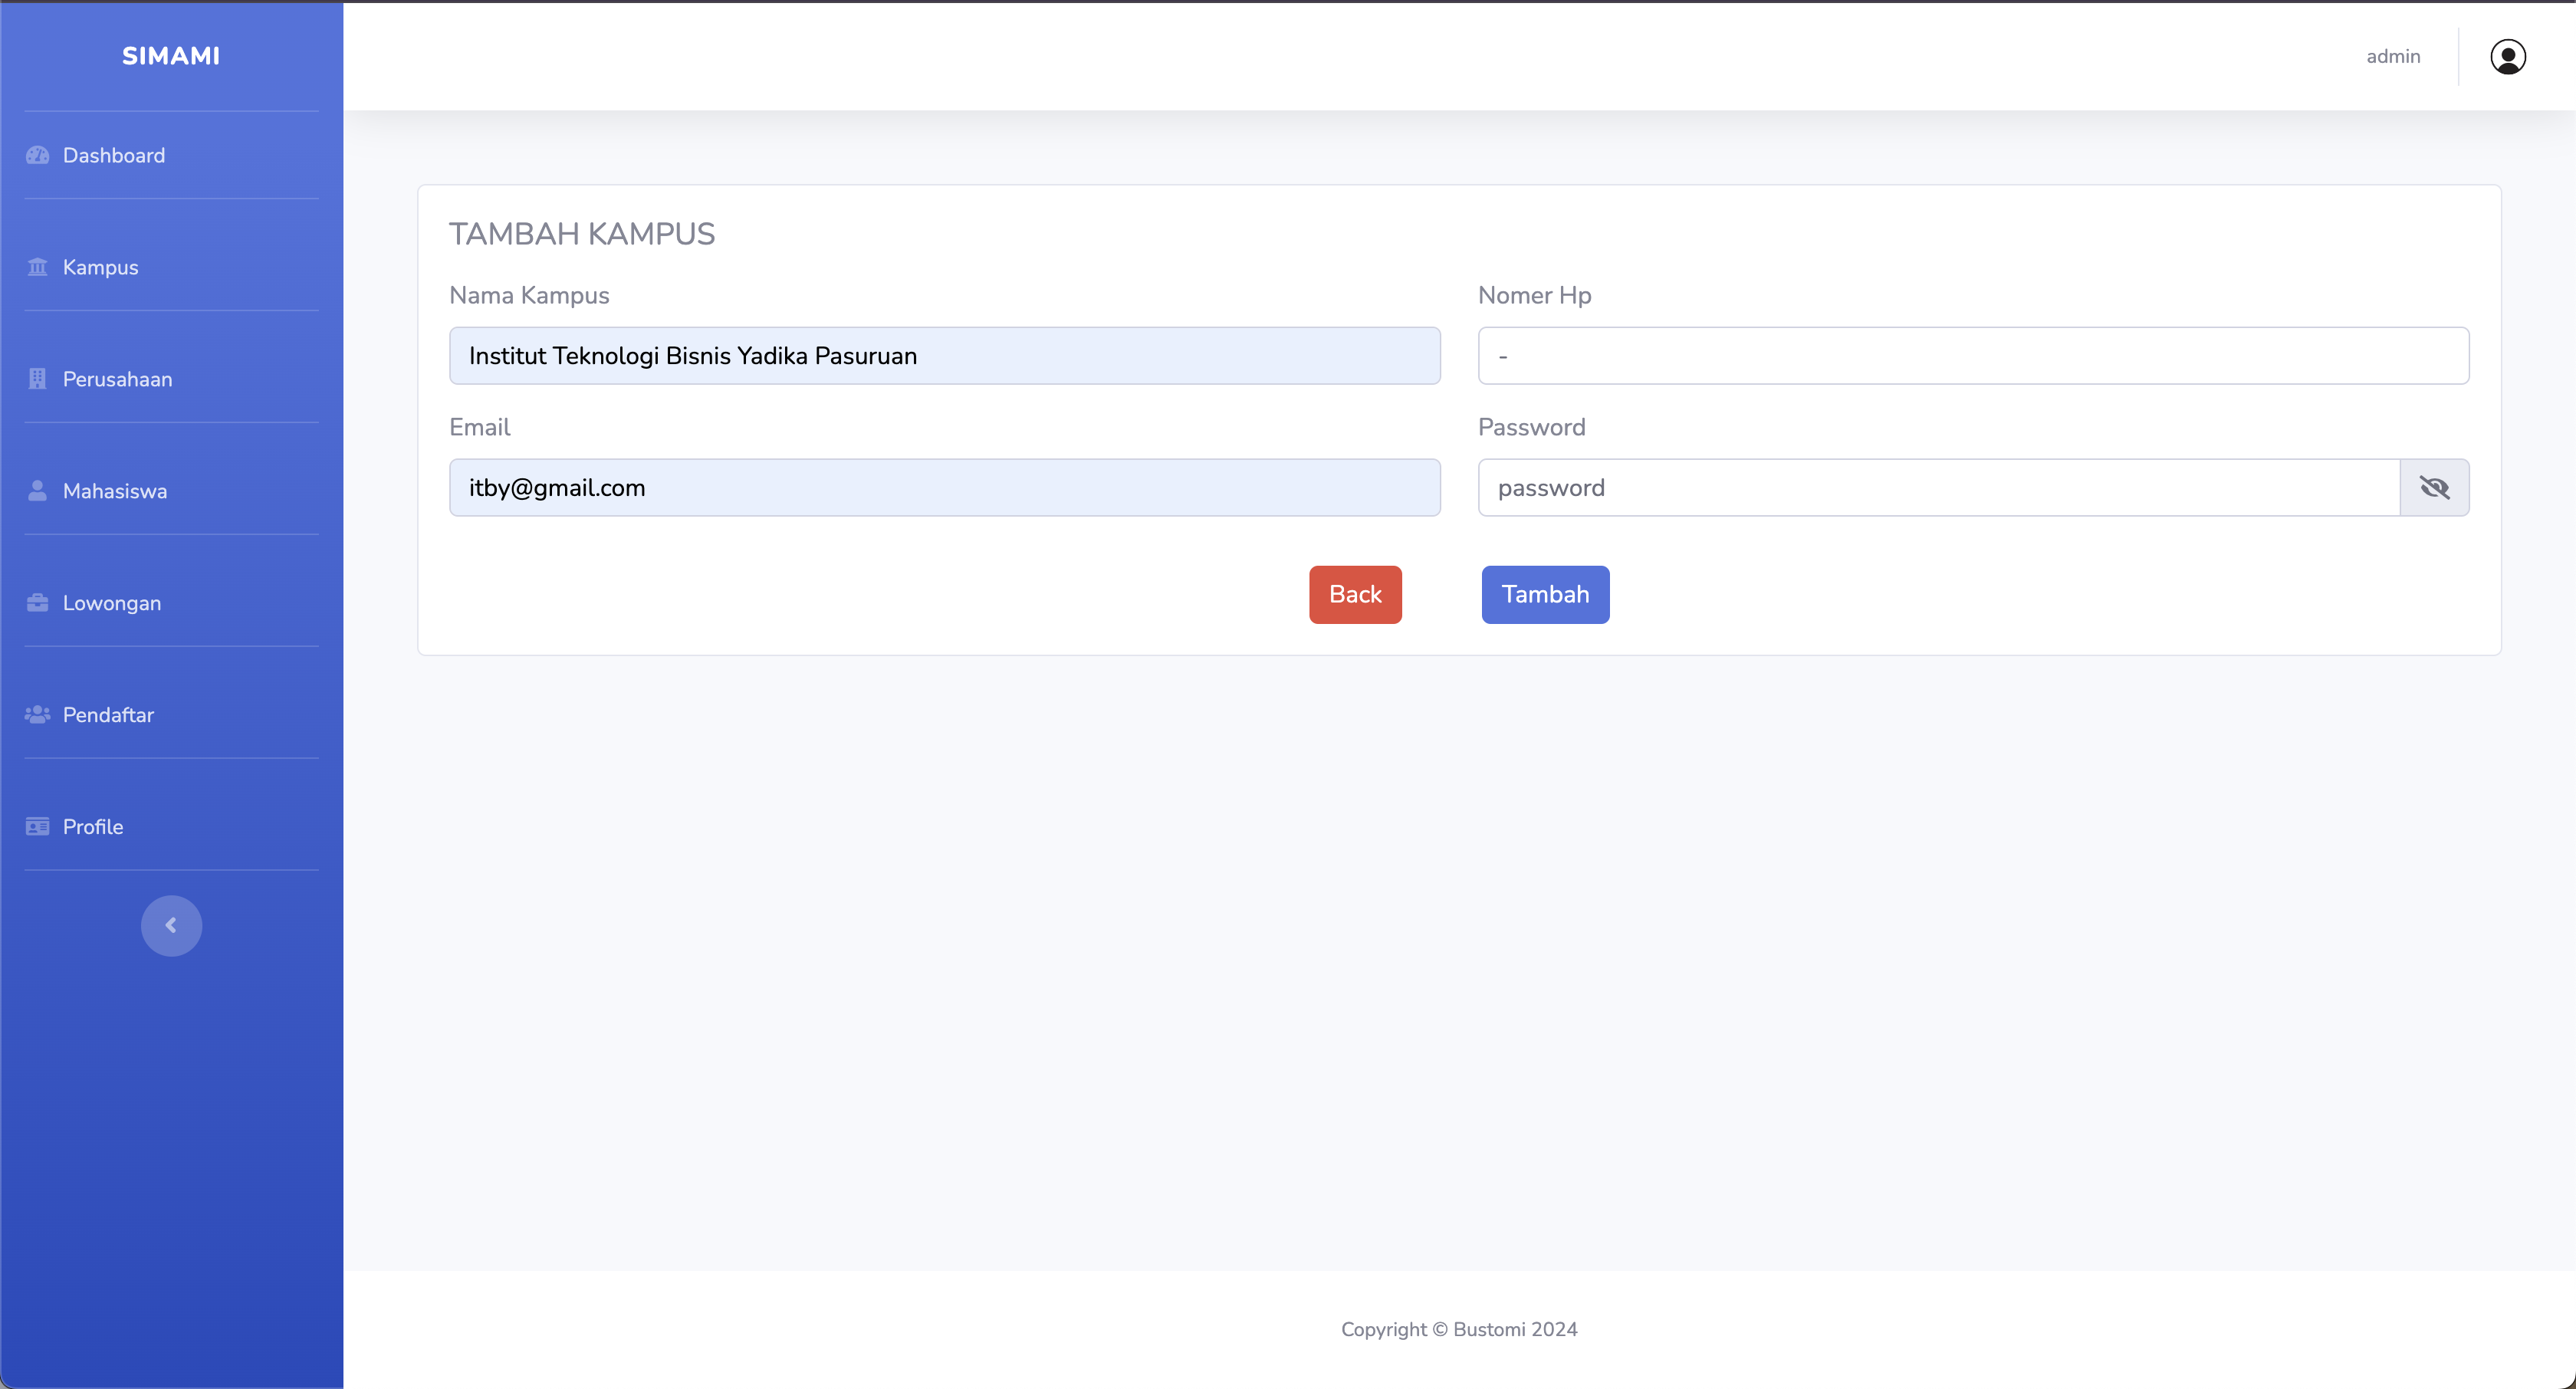 SIMAMI
admin
Dashboard
Kampus
Perusahaan
Mahasiswa
Lowongan
Pendaftar
Profile
TAMBAH KAMPUS
Nama Kampus
Nomer Hp
Institut Teknologi Bisnis Yadika Pasuruan
-
Email
Password
itby@gmail.com
password
Back
Tambah
Copyright © Bustomi 2024